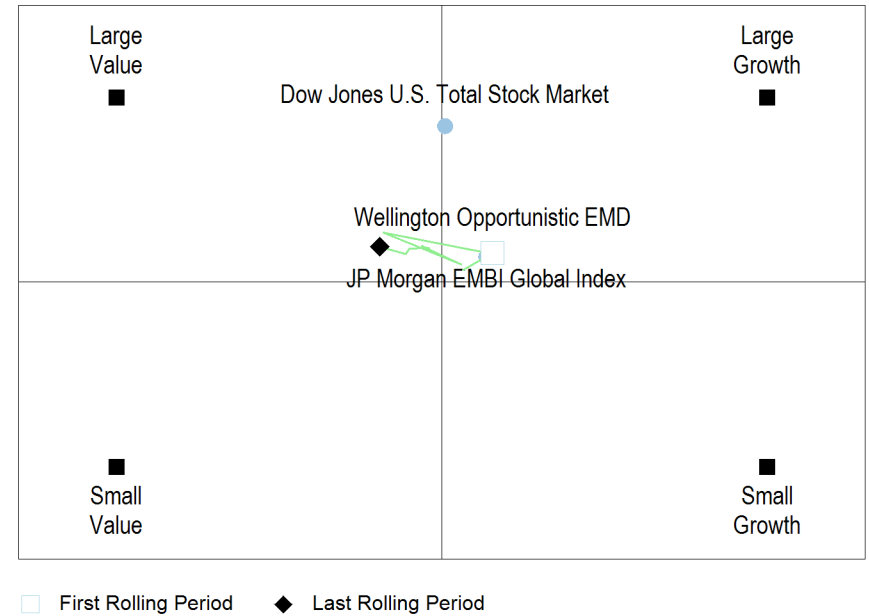 Large
Value
Large
Growth
Dow Jones U.S. Total Stock Market
Wellington Opportunistic EMD
JP Morgan EMBI Global Index
Small
Value
Small
Growth
First Rolling Period
Last Rolling Period